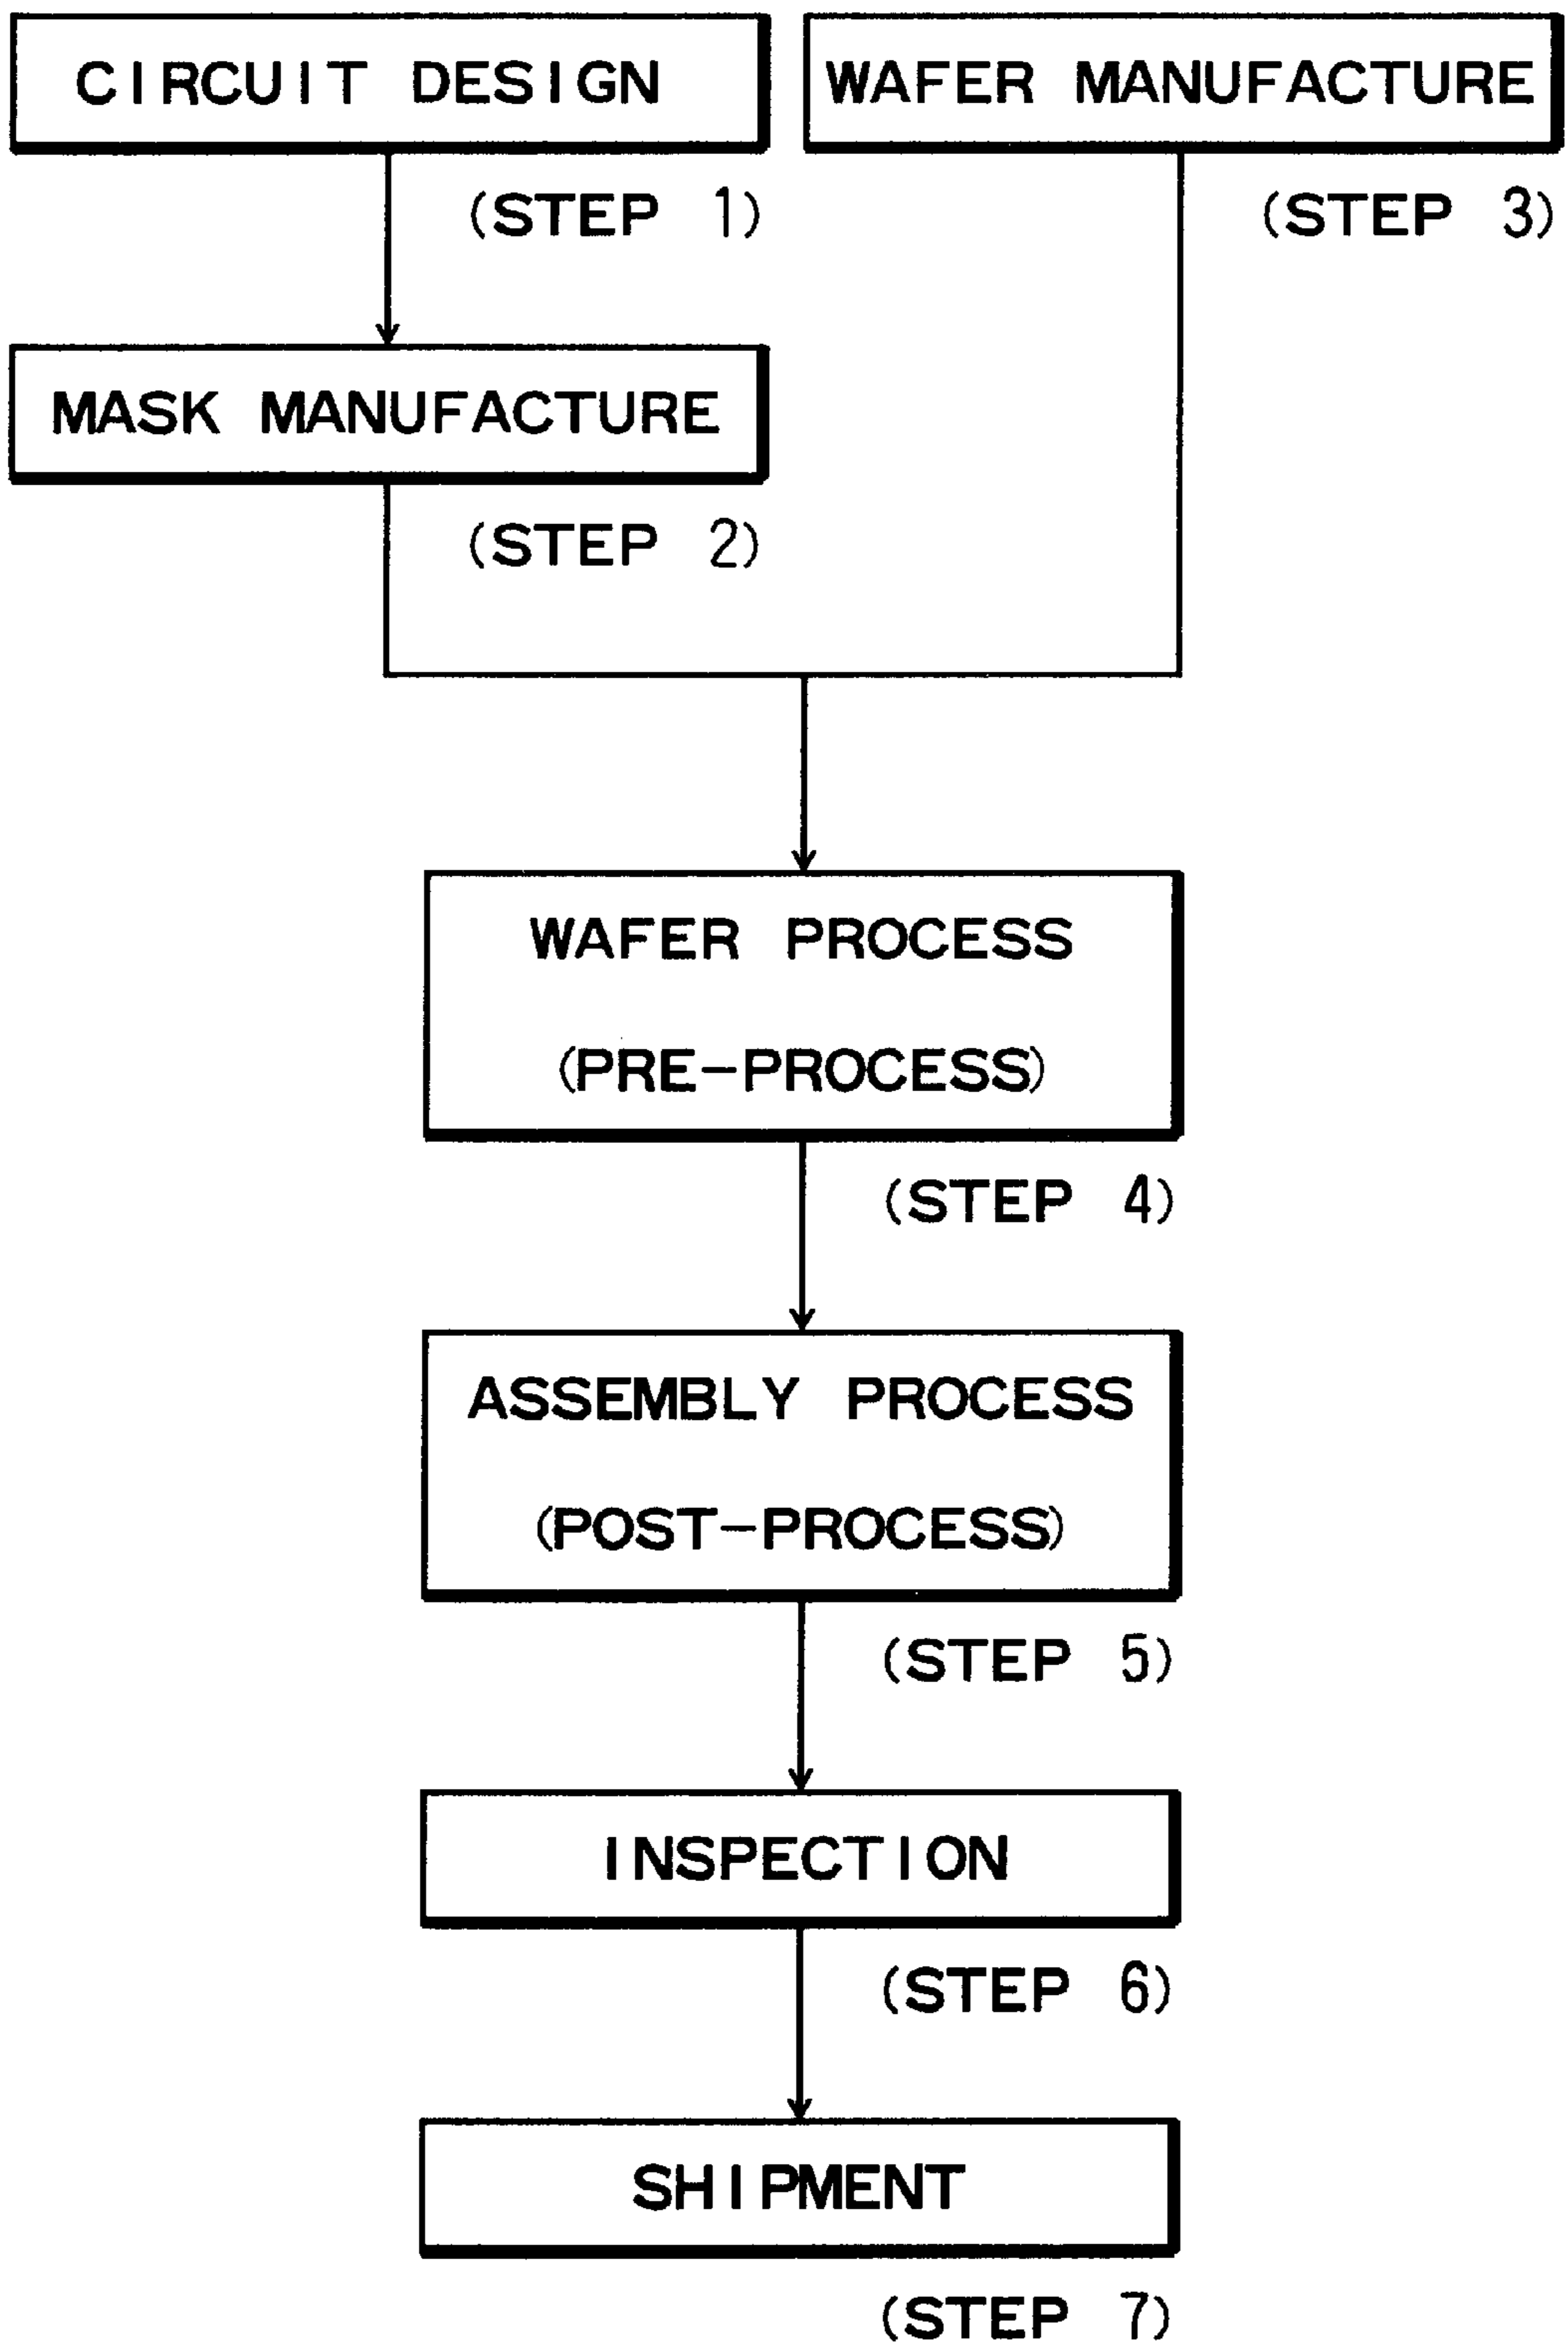 CIRCUIT DESIGN
(STEP 1)
MASK MANUFACTURE
(STEP 2)
WAFER MANUFACTURE
(STEP 3)
WAFER PROCESS
(PRE-PROCESS)
(STEP 4)
ASSEMBLY PROCESS
(POST-PROCESS)
(STEP 5)
INSPECTION
(STEP 6)
SHIPMENT
(STEP 7)